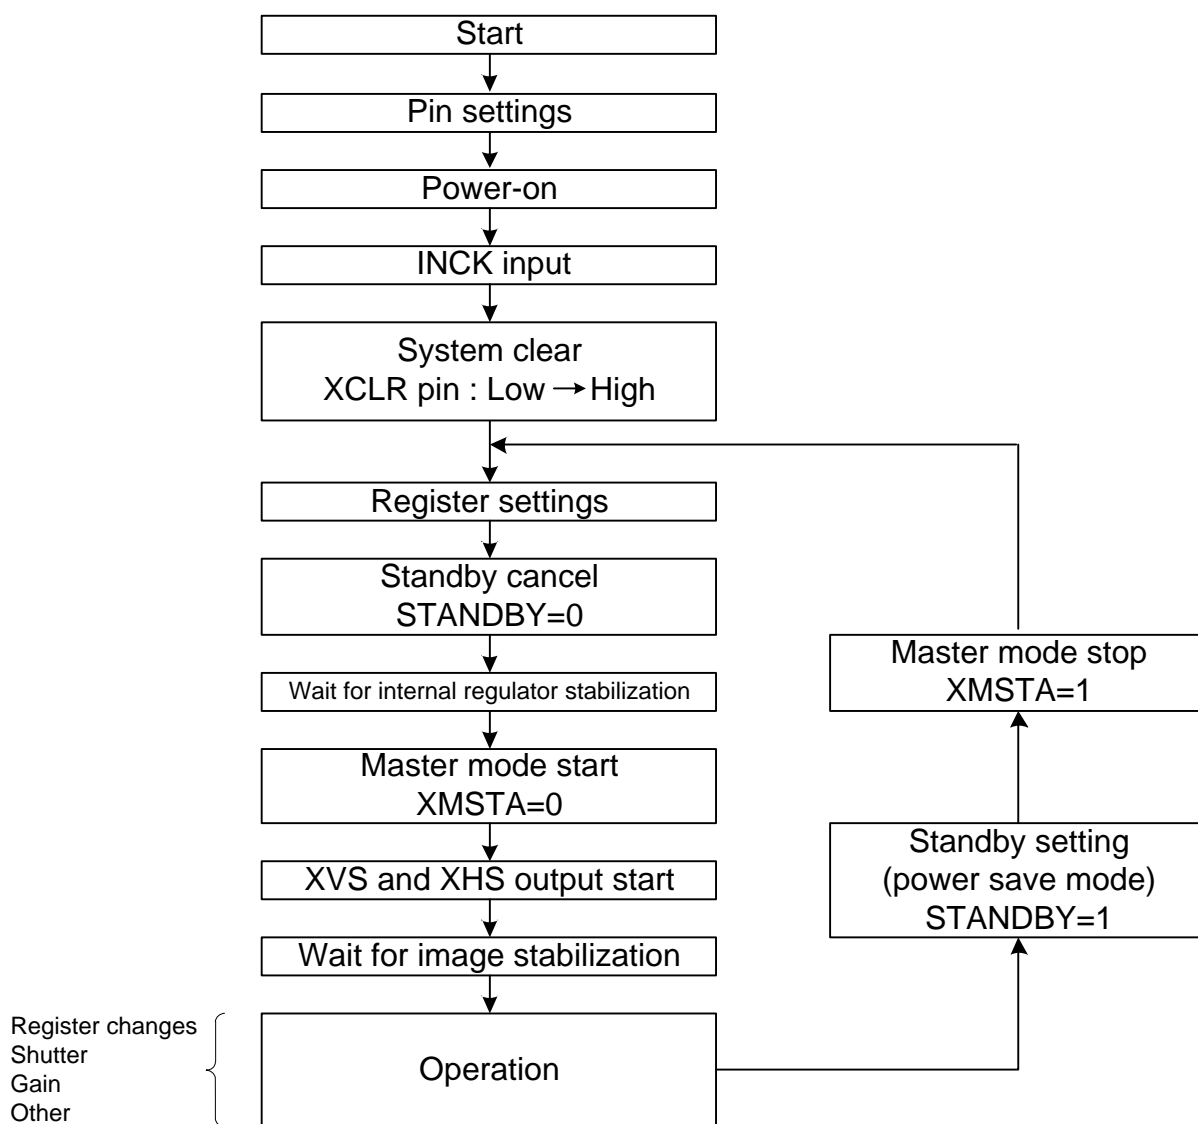 Start
Pin settings
Power-on
INCK input
System clear
XCLR pin : Low → High
Register settings
Standby cancel
STANDBY=0
Wait for internal regulator stabilization
Master mode start
XMSTA=0
XVS and XHS output start
Wait for image stabilization
Operation
Register changes
Shutter
Gain
Other
Master mode stop
XMSTA=1
Standby setting
(power save mode)
STANDBY=1